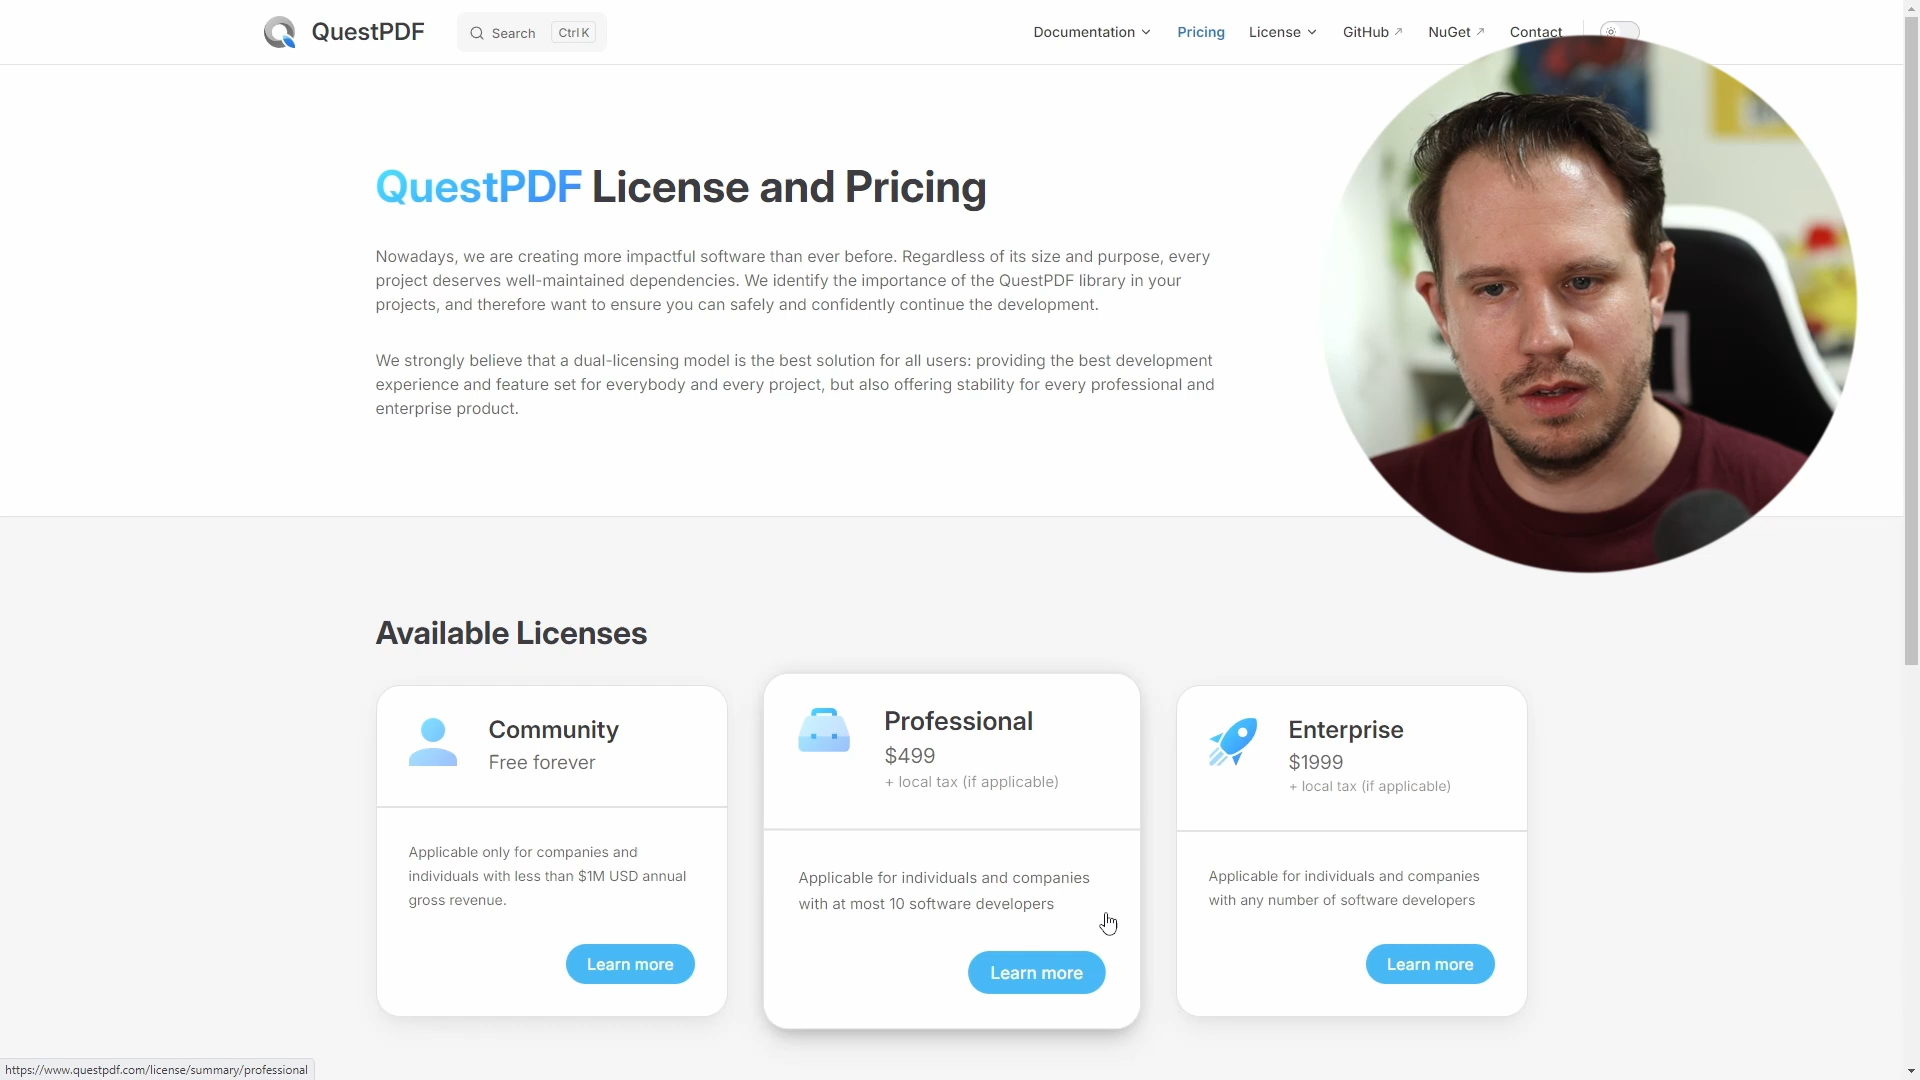 QuestPDF
Search
Ctrl K
Documentation
Pricing
License
GitHub
NuGet
Contact
QuestPDF License and Pricing
Nowadays, we are creating more impactful software than ever before. Regardless of its size and purpose, every
project deserves well-maintained dependencies. We identify the importance of the QuestPDF library in your
projects, and therefore want to ensure you can safely and confidently continue the development.
We strongly believe that a dual-licensing model is the best solution for all users: providing the best development
experience and feature set for everybody and every project, but also offering stability for every professional and
enterprise product.
Available Licenses
Community
Free forever
Applicable only for companies and
individuals with less than $1M USD annual
gross revenue.
Learn more
Professional
$499
+ local tax (if applicable)
Applicable for individuals and companies
with at most 10 software developers
Learn more
Enterprise
$1999
+ local tax (if applicable)
Applicable for individuals and companies
with any number of software developers
Learn more
https://www.questpdf.com/license/summary/professional